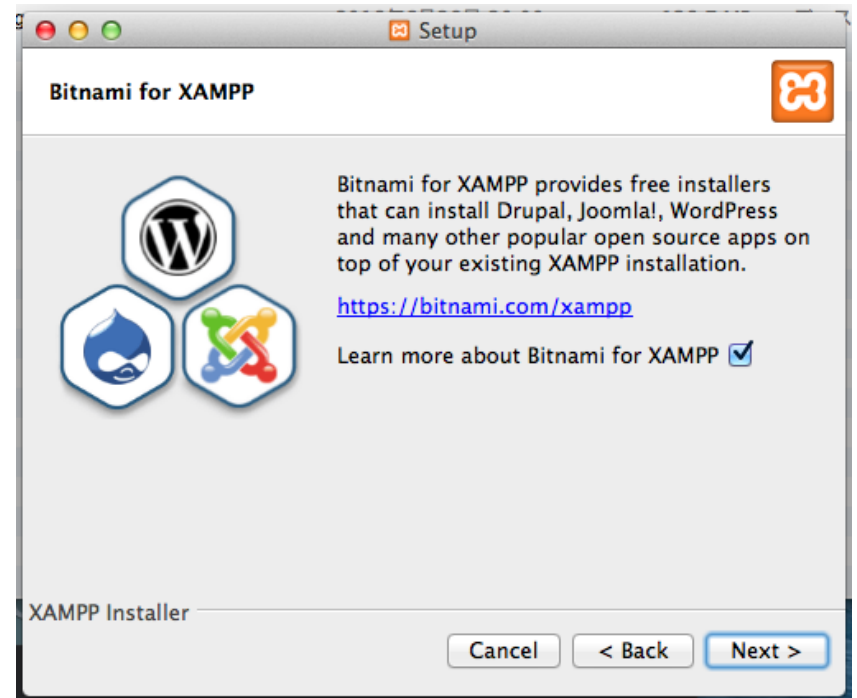 Setup
Bitnami for XAMPP
Bitnami for XAMPP provides free installers
that can install Drupal, Joomla!, WordPress
and many other popular open source apps on
top of your existing XAMPP installation.
https://bitnami.com/xampp
Learn more about Bitnami for XAMPP
XAMPP Installer
Cancel
< Back
Next >